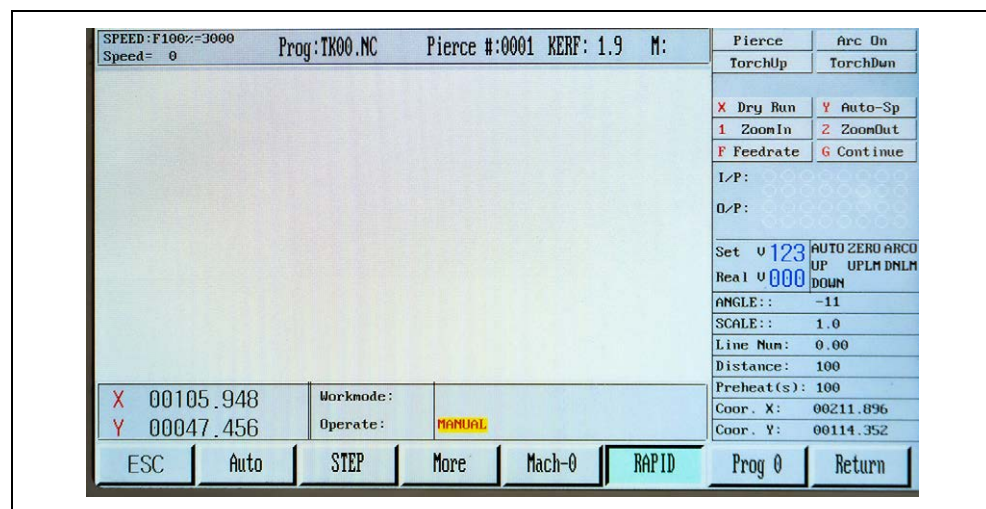 SPEED:F100%=3000
Speed= 0
Prog:TK00.NC Pierce #:0001 KERF: 1.9 M:
Pierce Arc On
TorchUp TorchDwn
X Dry Run Y Auto-Sp
1 ZoomIn 2 ZoomOut
F Feedrate G Continue
I/P:
O/P:
Set V 123 AUTO ZERO ARCO
UP UPLM DNLM
Real V 000 DOWN
ANGLE:: -11
SCALE:: 1.0
Line Num: 0.00
Distance: 100
Preheat(s): 100
Coor. X: 00211.896
Coor. Y: 00114.352
X 00105.948 Workmode:
Y 00047.456 Operate: MANUAL
ESC Auto STEP More Mach-0 RAPID Prog 0 Return